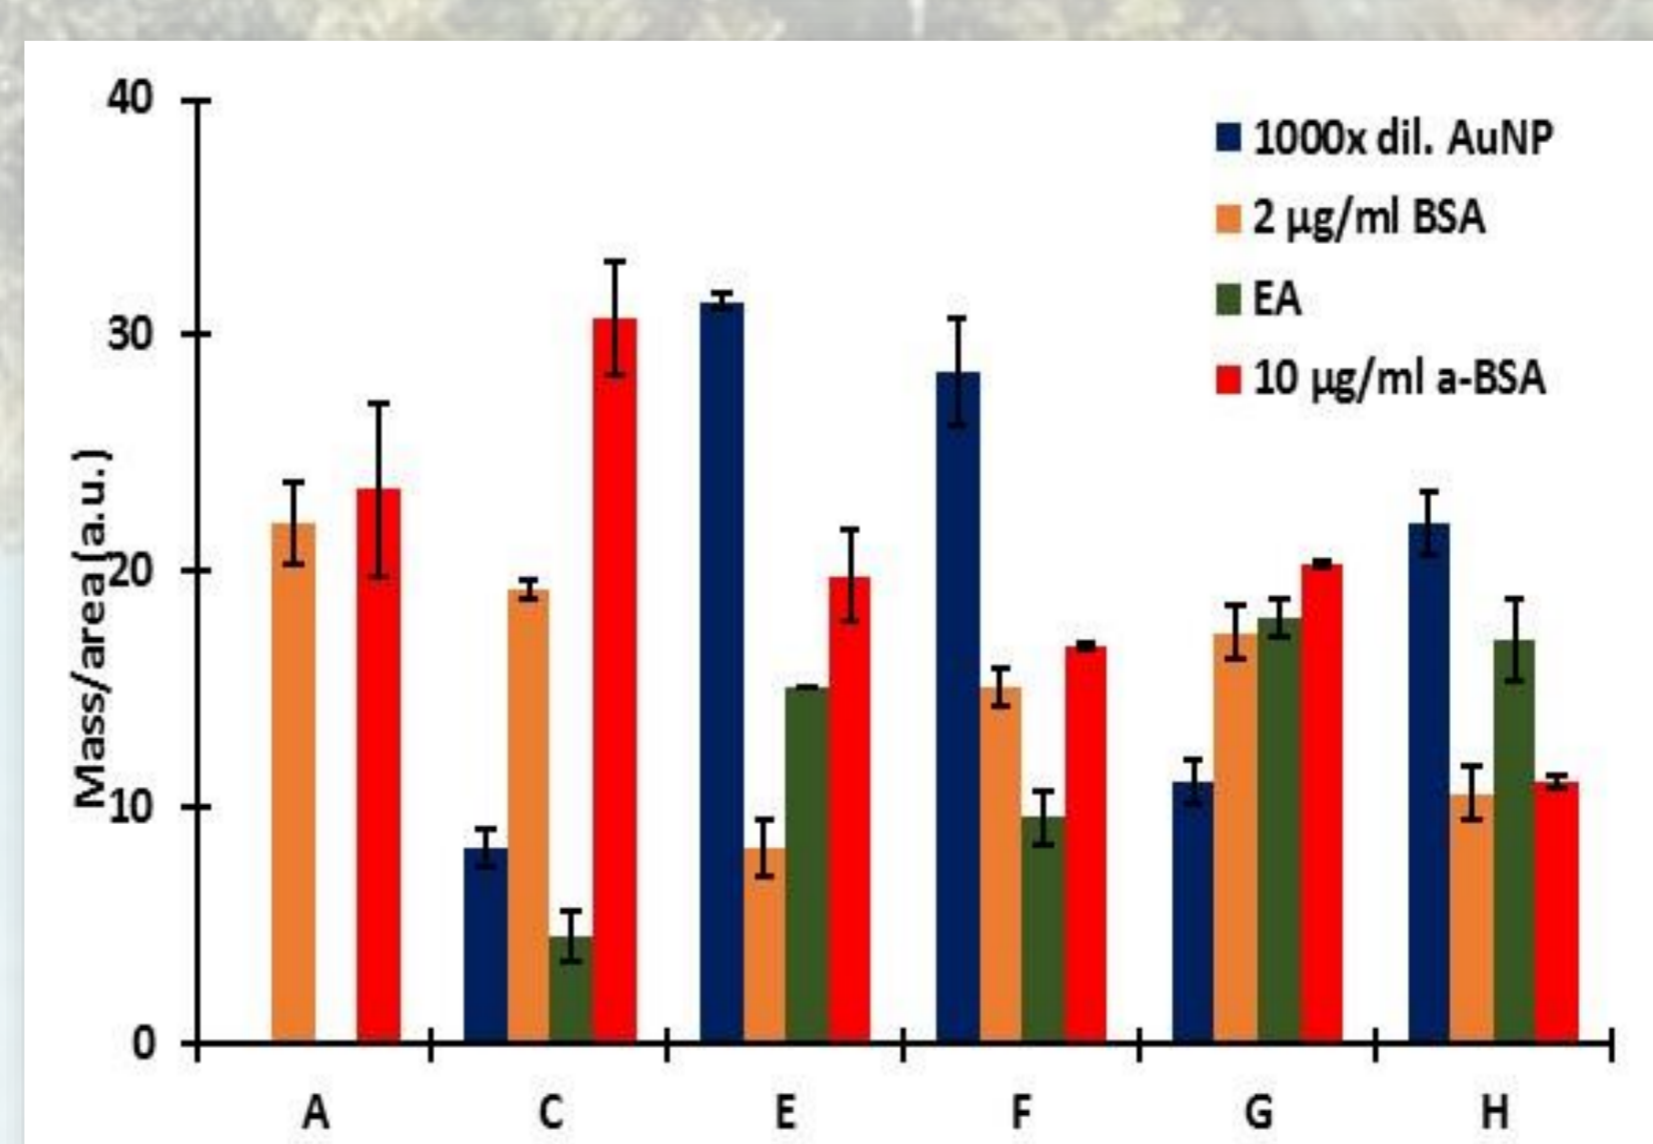 40
30
20
10
0
Mass/area (a.u.)
1000x dil. AuNP
2 µg/ml BSA
EA
10 µg/ml a-BSA
A C E F G H